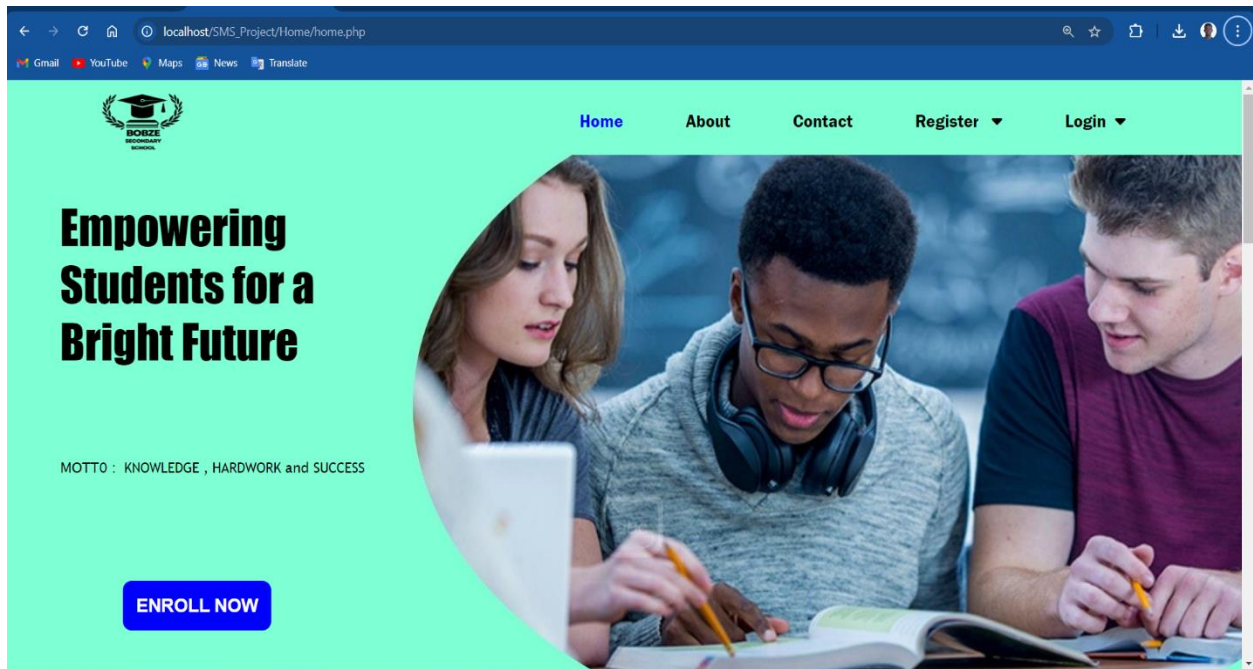 localhost/SMS_Project/Home/home.php
Gmail YouTube Maps News Translate
BOBZE
SECONDARY
SCHOOL
Home About Contact Register Login
Empowering
Students for a
Bright Future
MOTT0 : KNOWLEDGE , HARDWORK and SUCCESS
ENROLL NOW